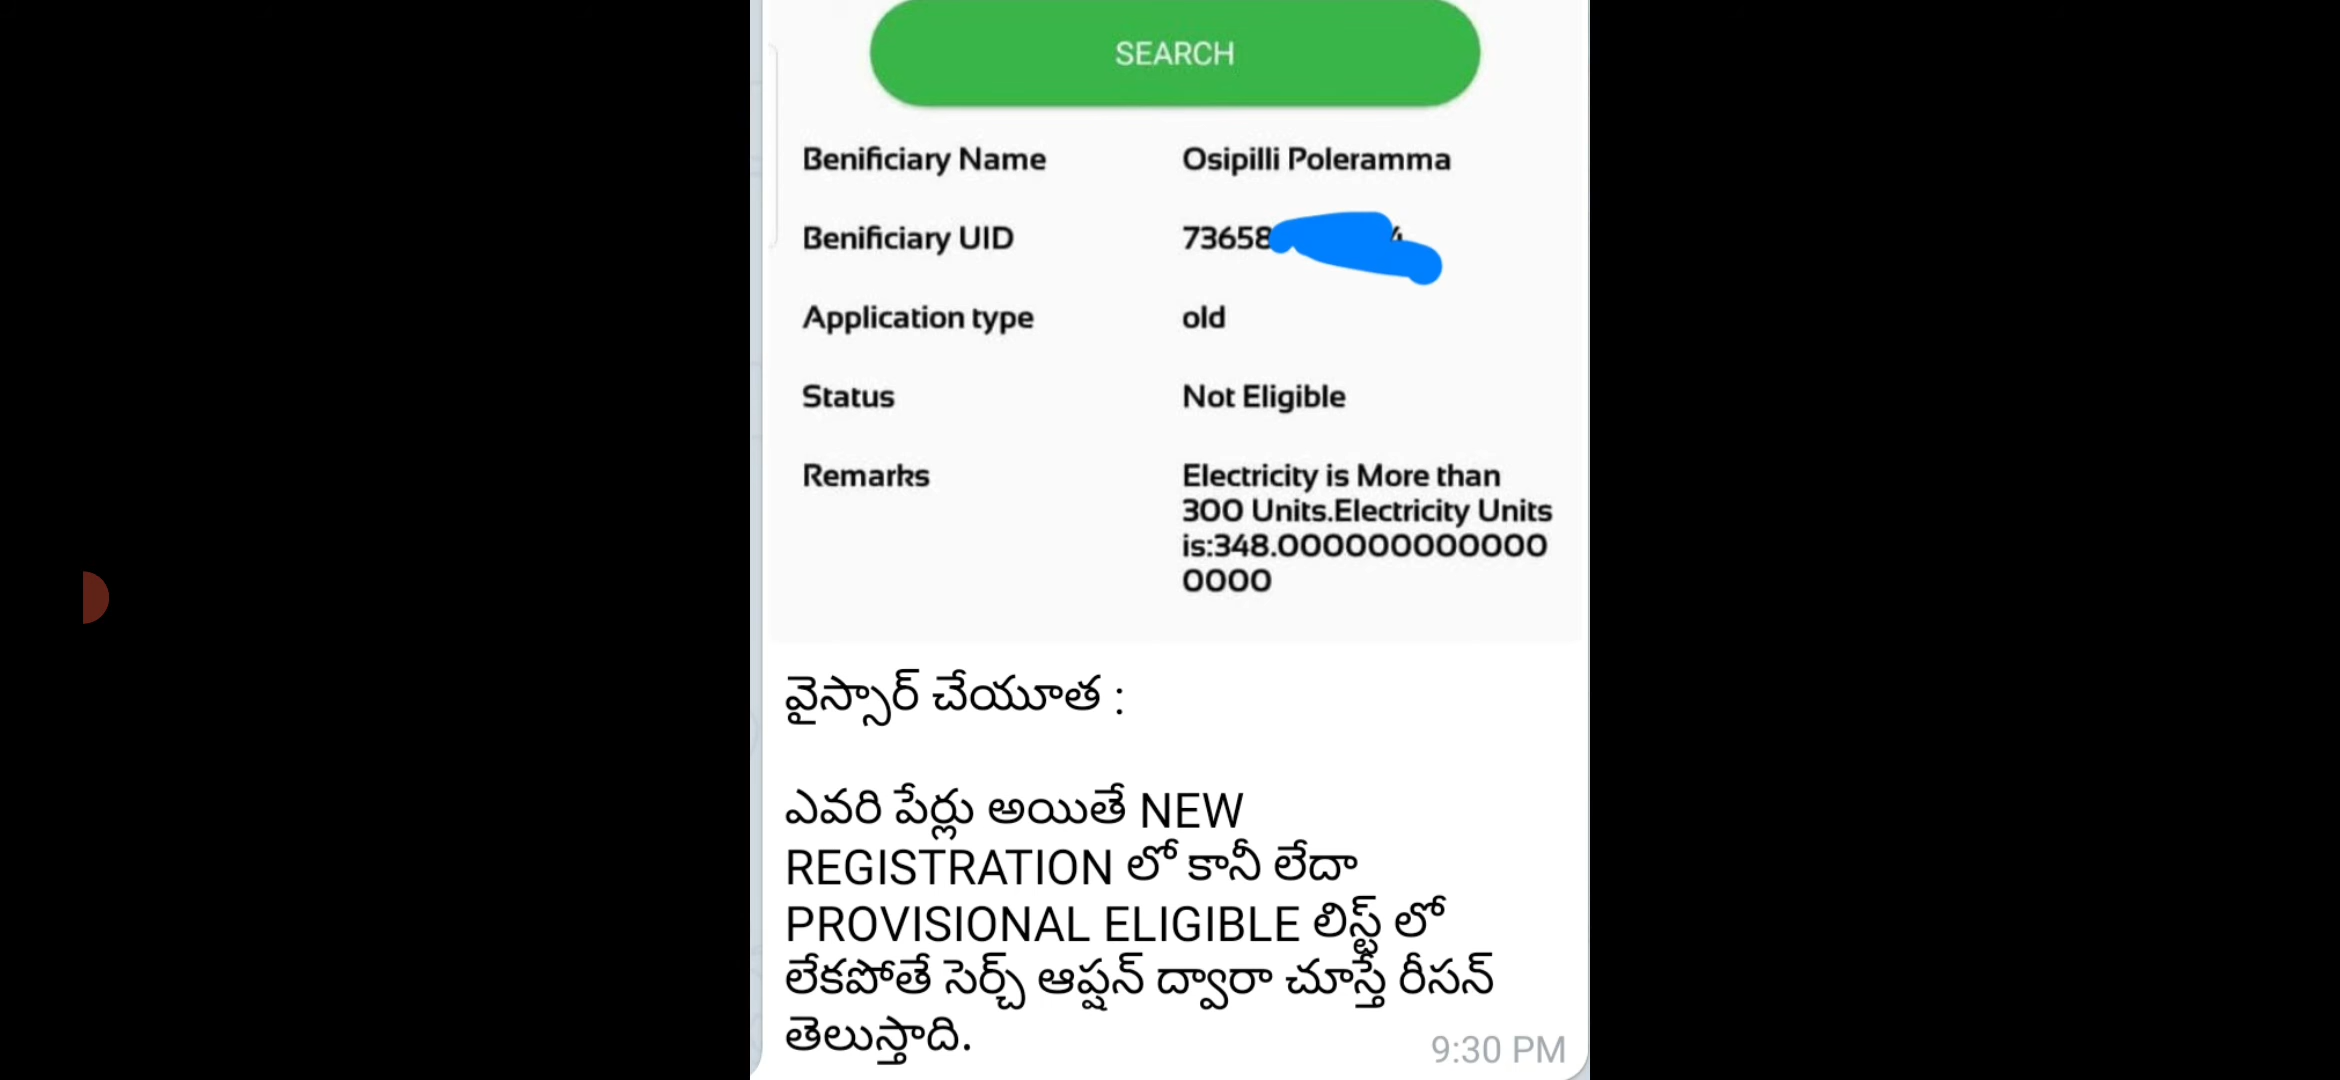 SEARCH
Benificiary Name Osipilli Poleramma
Benificiary UID 73658 4
Application type old
Status Not Eligible
Remarks Electricity is More than
300 Units.Electricity Units
is:348.000000000000
0000
వైస్సార్ చేయూత :
ఎవరి పేర్లు అయితే NEW
REGISTRATION లో కానీ లేదా
PROVISIONAL ELIGIBLE లిస్ట్ లో
లేకపోతే సెర్చ్ ఆప్షన్ ద్వారా చూస్తే రీసన్
తెలుస్తాది.
9:30 PM